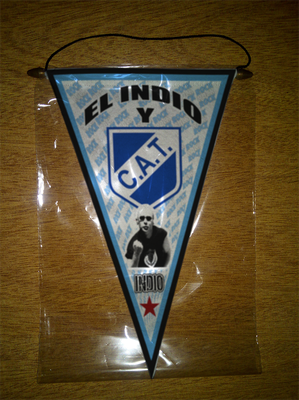 EL INDIO
Y
C.A.T.
INDIO